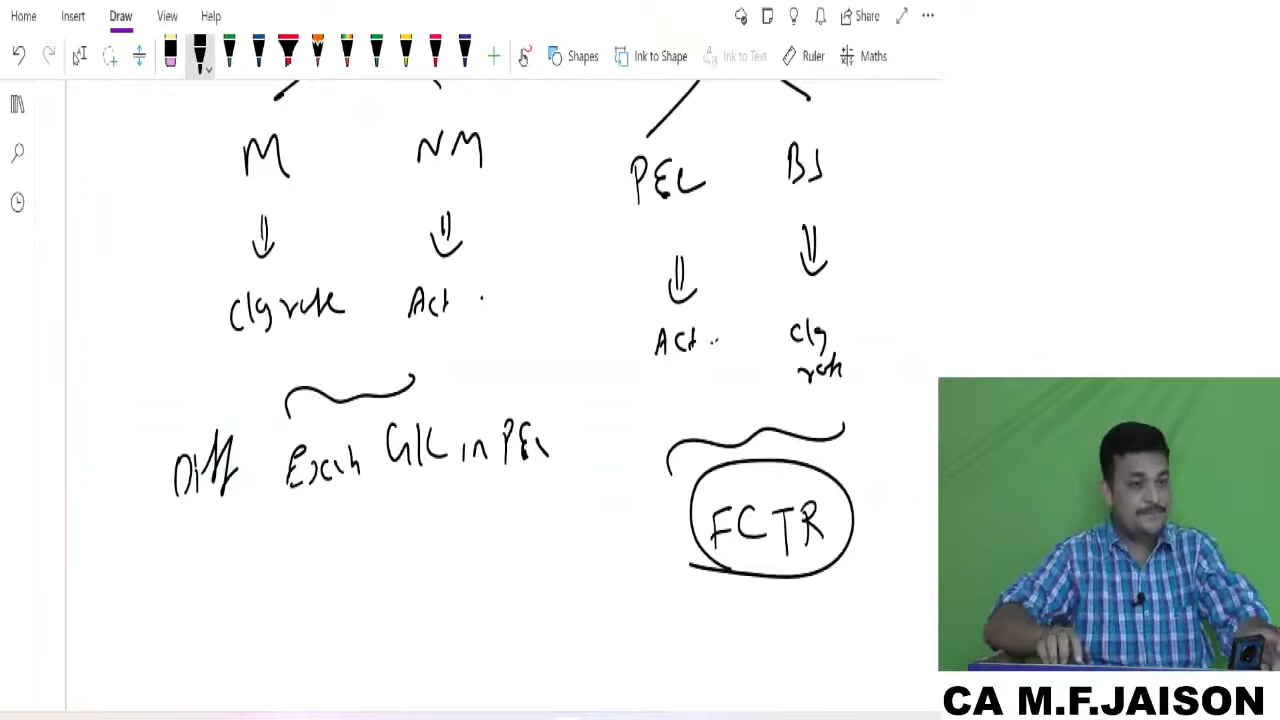 Home Insert Draw View Help
Share
Shapes Ink to Shape Ink to Text Ruler Maths
M NM PEL BS
Clg rate Act. Act.. Clg rate
Diff Exch G/L in PEL
FCTR
CA M.F.JAISON